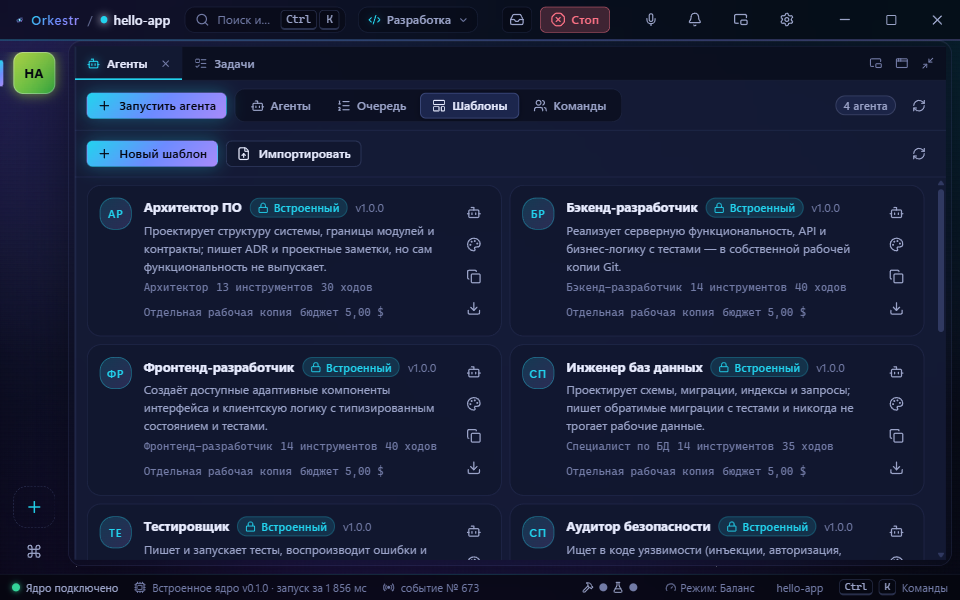 Orkestr / hello-app Поиск и... Ctrl K Разработка Стоп
HA
Агенты Задачи
Запустить агента Агенты Очередь Шаблоны Команды 4 агента
Новый шаблон Импортировать
АР Архитектор ПО Встроенный v1.0.0
Проектирует структуру системы, границы модулей и
контракты; пишет ADR и проектные заметки, но сам
функциональность не выпускает.
Архитектор 13 инструментов 30 ходов
Отдельная рабочая копия бюджет 5,00 $
БР Бэкенд-разработчик Встроенный v1.0.0
Реализует серверную функциональность, API и
бизнес-логику с тестами — в собственной рабочей
копии Git.
Бэкенд-разработчик 14 инструментов 40 ходов
Отдельная рабочая копия бюджет 5,00 $
ФР Фронтенд-разработчик Встроенный v1.0.0
Создаёт доступные адаптивные компоненты
интерфейса и клиентскую логику с типизированным
состоянием и тестами.
Фронтенд-разработчик 14 инструментов 40 ходов
Отдельная рабочая копия бюджет 5,00 $
СП Инженер баз данных Встроенный v1.0.0
Проектирует схемы, миграции, индексы и запросы;
пишет обратимые миграции с тестами и никогда не
трогает рабочие данные.
Специалист по БД 14 инструментов 35 ходов
Отдельная рабочая копия бюджет 5,00 $
ТЕ Тестировщик Встроенный v1.0.0
Пишет и запускает тесты, воспроизводит ошибки и
СП Аудитор безопасности Встроенный v1.0.0
Ищет в коде уязвимости (инъекции, авторизация,
Ядро подключено Встроенное ядро v0.1.0 · запуск за 1 856 мс событие № 673 Режим: Баланс hello-app Ctrl K Команды